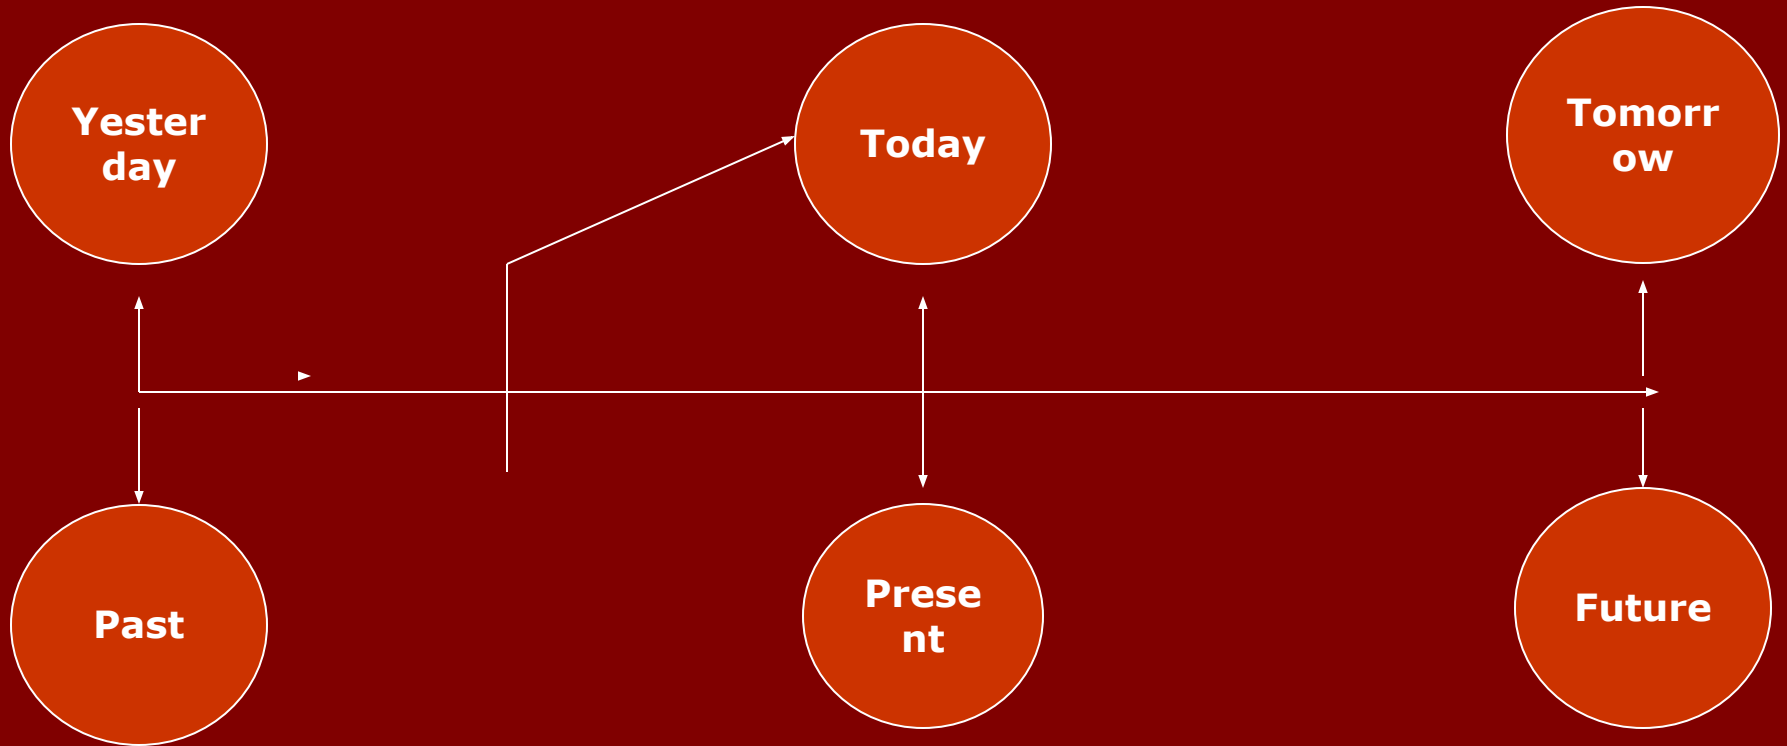 Yester
day
Today
Tomorr
ow
Past
Prese
nt
Future